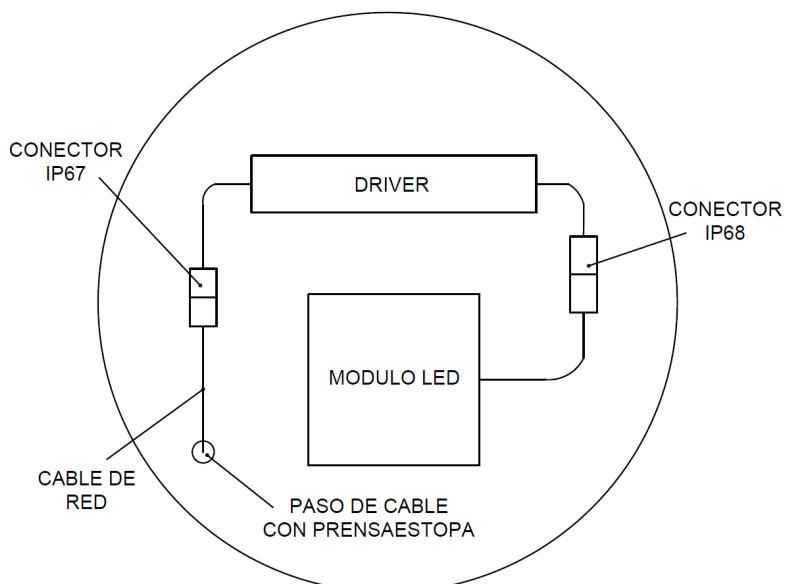 CONECTOR
IP67
DRIVER
CONECTOR
IP68
MODULO LED
CABLE DE
RED
PASO DE CABLE
CON PRENSAESTOPA